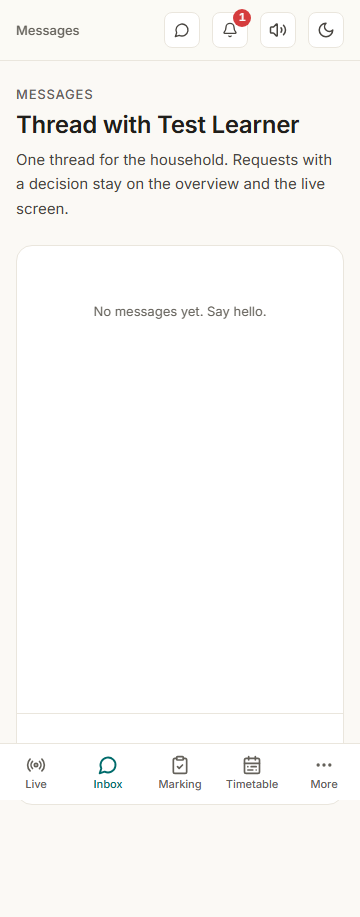 Messages
1
MESSAGES
Thread with Test Learner
One thread for the household. Requests with
a decision stay on the overview and the live
screen.
No messages yet. Say hello.
Live
Inbox
Marking
Timetable
More